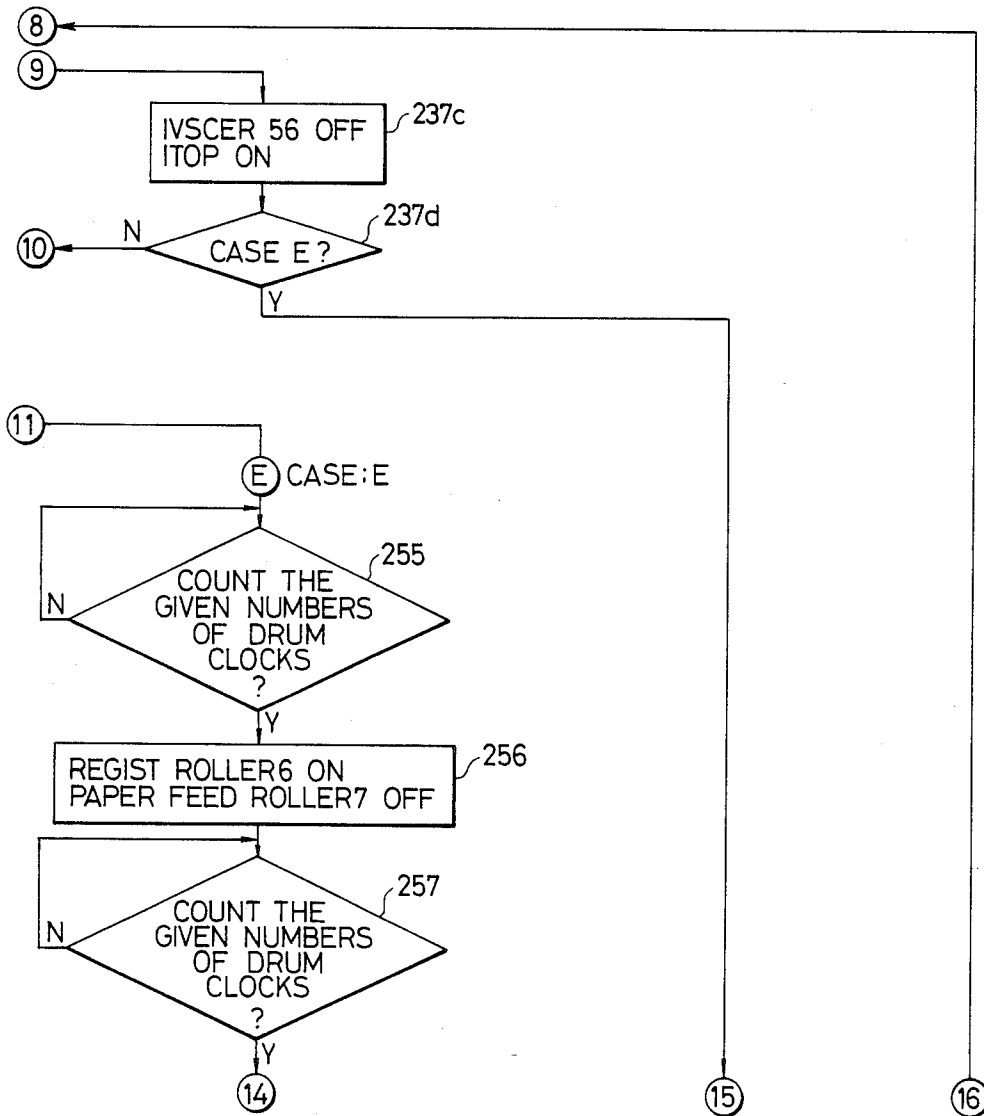 8
9
IVSCER 56 OFF
ITOP ON
237c
237d
N
10
CASE E?
Y
11
E CASE:E
255
COUNT THE
GIVEN NUMBERS
OF DRUM
CLOCKS
?
N
Y
256
REGIST ROLLER6 ON
PAPER FEED ROLLER7 OFF
257
COUNT THE
GIVEN NUMBERS
OF DRUM
CLOCKS
?
N
Y
14
15
16